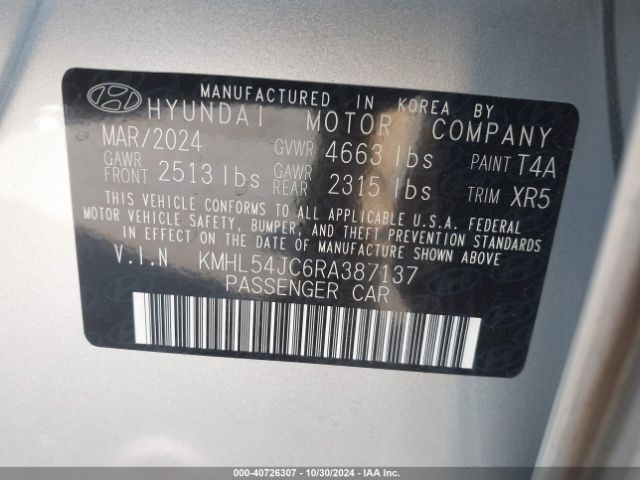 MANUFACTURED IN KOREA BY
HYUNDAI MOTOR COMPANY
MAR/2024 GVWR 4663 lbs PAINT T4A
GAWR FRONT 2513 lbs GAWR REAR 2315 lbs TRIM XR5
THIS VEHICLE CONFORMS TO ALL APPLICABLE U.S.A. FEDERAL
MOTOR VEHICLE SAFETY, BUMPER, AND THEFT PREVENTION STANDARDS
IN EFFECT ON THE DATE OF MANUFACTURE SHOWN ABOVE
V.I.N KMHL54JC6RA387137
PASSENGER CAR
000-40726307 - 10/30/2024 - IAA Inc.